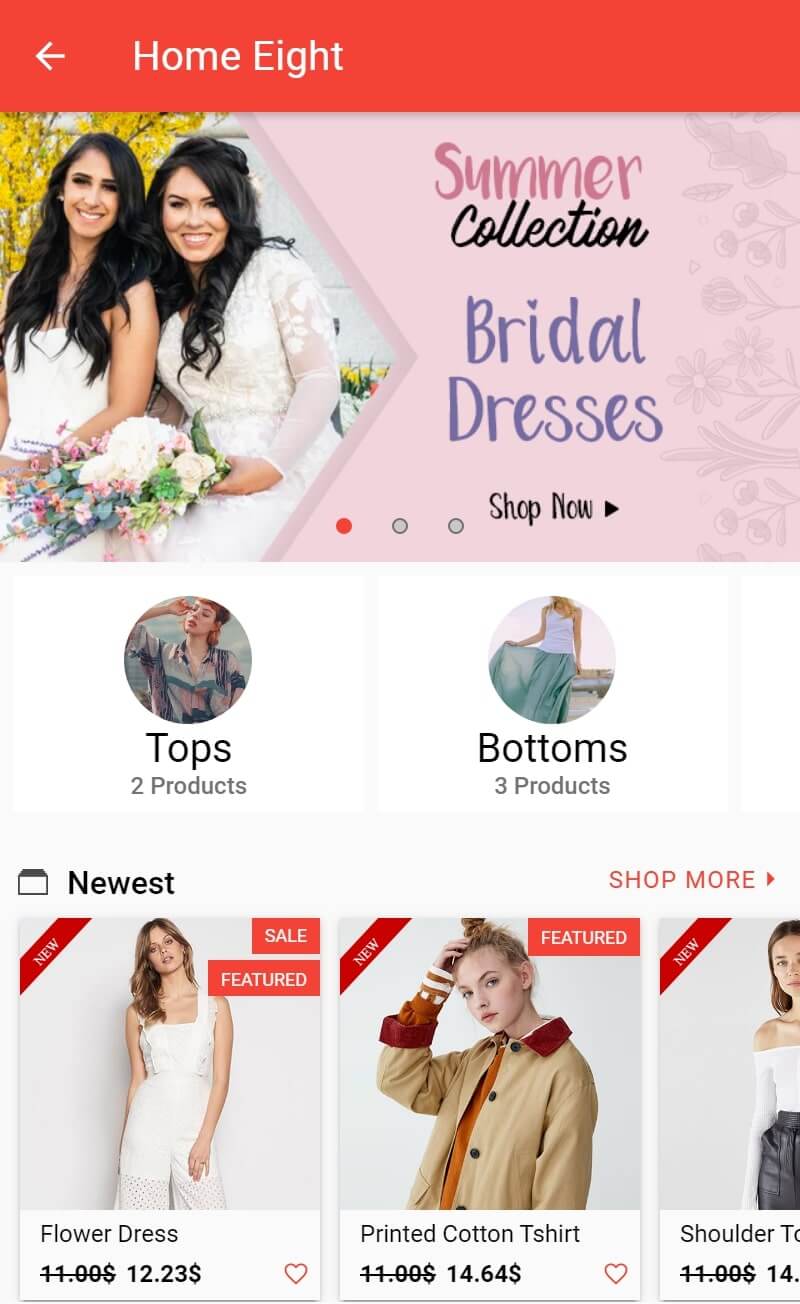 Home Eight
Summer
Collection
Bridal
Dresses
Shop Now
Tops
2 Products
Bottoms
3 Products
Newest
SHOP MORE
NEW
SALE
FEATURED
NEW
FEATURED
NEW
Flower Dress
Printed Cotton Tshirt
Shoulder To
11.00$ 12.23$
11.00$ 14.64$
11.00$ 14.